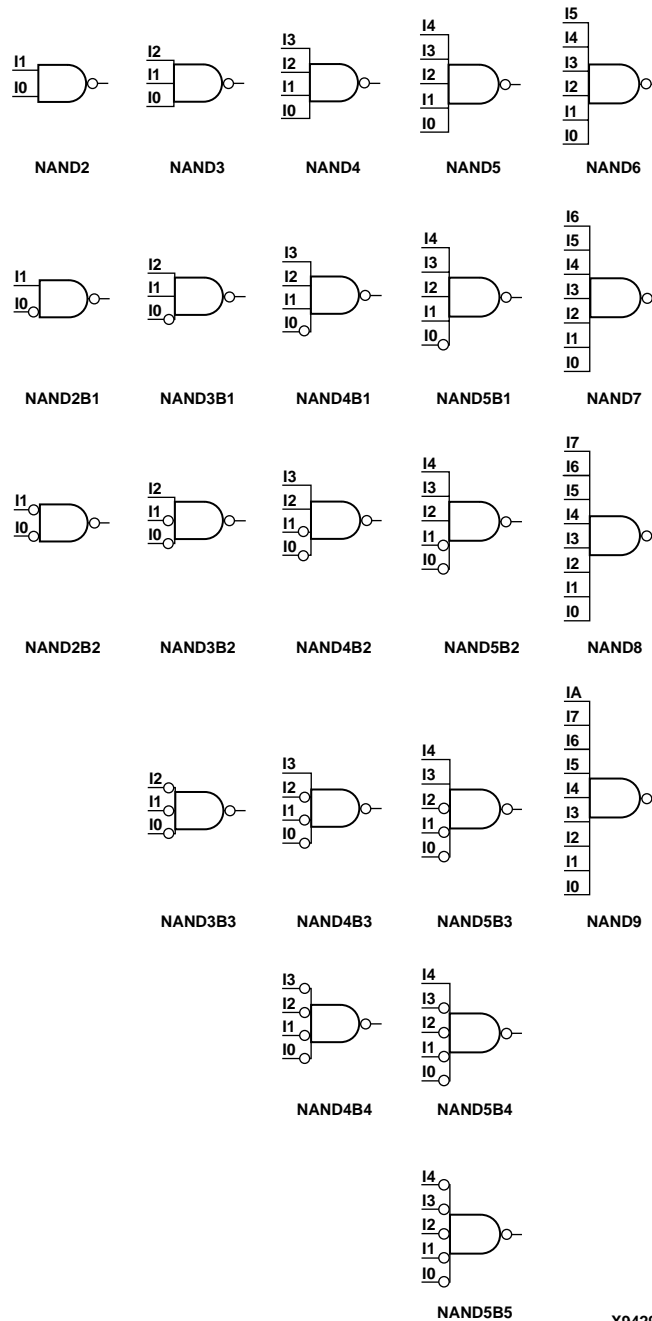 I1
I0
NAND2
I2
I1
I0
NAND3
I3
I2
I1
I0
NAND4
I4
I3
I2
I1
I0
NAND5
I5
I4
I3
I2
I1
I0
NAND6
I1
I0
NAND2B1
I2
I1
I0
NAND3B1
I3
I2
I1
I0
NAND4B1
I4
I3
I2
I1
I0
NAND5B1
I6
I5
I4
I3
I2
I1
I0
NAND7
I1
I0
NAND2B2
I2
I1
I0
NAND3B2
I3
I2
I1
I0
NAND4B2
I4
I3
I2
I1
I0
NAND5B2
I7
I6
I5
I4
I3
I2
I1
I0
NAND8
I2
I1
I0
NAND3B3
I3
I2
I1
I0
NAND4B3
I4
I3
I2
I1
I0
NAND5B3
IA
I7
I6
I5
I4
I3
I2
I1
I0
NAND9
I3
I2
I1
I0
NAND4B4
I4
I3
I2
I1
I0
NAND5B4
I4
I3
I2
I1
I0
NAND5B5